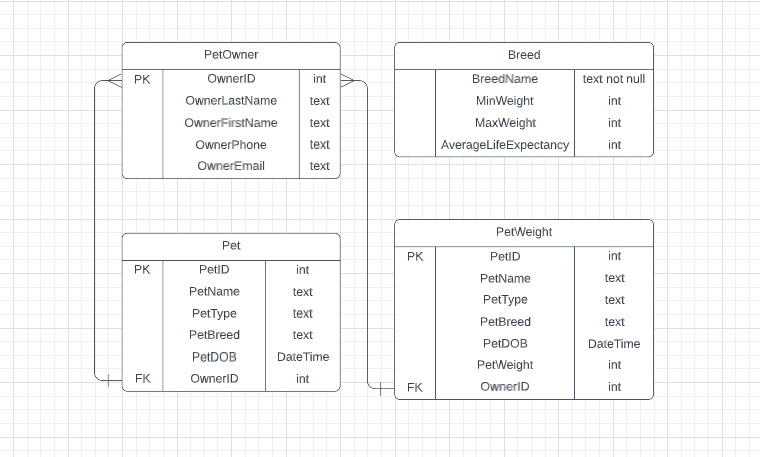 PetOwner
PK OwnerID int
OwnerLastName text
OwnerFirstName text
OwnerPhone text
OwnerEmail text
Breed
BreedName text not null
MinWeight int
MaxWeight int
AverageLifeExpectancy int
Pet
PK PetID int
PetName text
PetType text
PetBreed text
PetDOB DateTime
FK OwnerID int
PetWeight
PK PetID int
PetName text
PetType text
PetBreed text
PetDOB DateTime
PetWeight int
FK OwnerID int